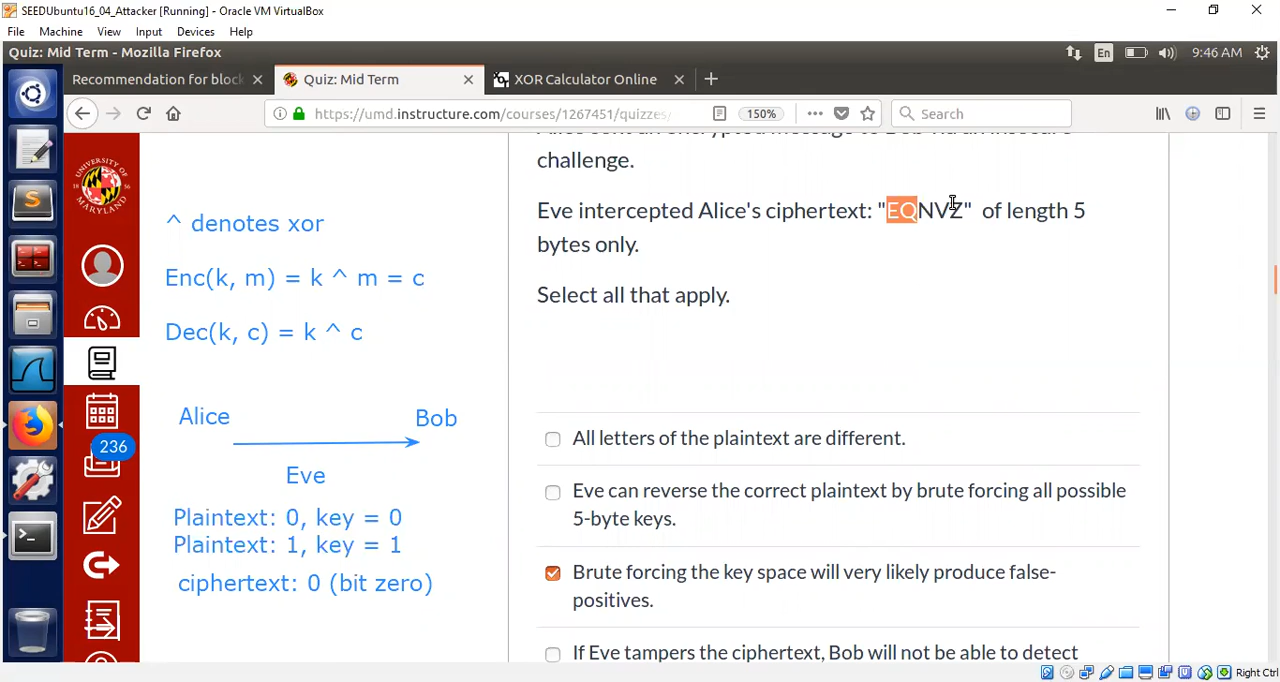 SEEDUbuntu16_04_Attacker [Running] - Oracle VM VirtualBox
File Machine View Input Devices Help
Quiz: Mid Term - Mozilla Firefox
En
9:46 AM
Recommendation for block
Quiz: Mid Term
XOR Calculator Online
https://umd.instructure.com/courses/1267451/quizzes/
150%
Search
challenge.
^ denotes xor
Eve intercepted Alice's ciphertext: "EQNVZ" of length 5
bytes only.
Enc(k, m) = k ^ m = c
Select all that apply.
Dec(k, c) = k ^ c
UNIVERSITY OF
MARYLAND
236
Alice
Bob
Eve
Plaintext: 0, key = 0
Plaintext: 1, key = 1
ciphertext: 0 (bit zero)
All letters of the plaintext are different.
Eve can reverse the correct plaintext by brute forcing all possible
5-byte keys.
Brute forcing the key space will very likely produce false-
positives.
If Eve tampers the ciphertext, Bob will not be able to detect
Right Ctrl